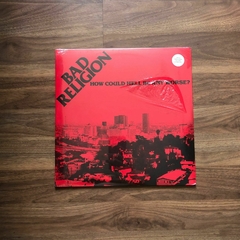 BAD
RELIGION
HOW COULD HELL BE ANY WORSE?